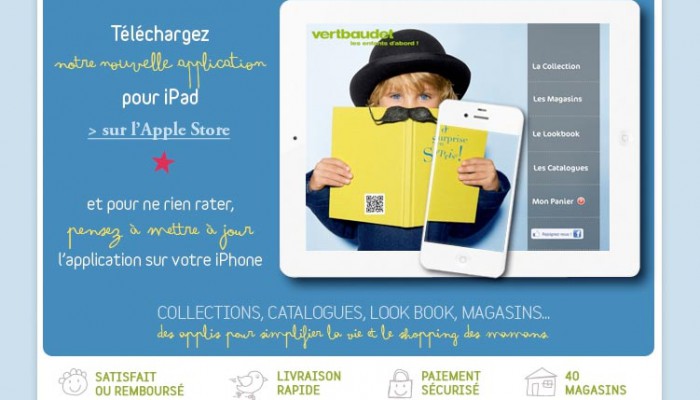 Téléchargez
notre nouvelle application
pour iPad
> sur l'Apple Store
et pour ne rien rater,
pensez à mettre à jour
l'application sur votre iPhone
vertbaudet
les enfants d'abord !
surprise
La Collection
Les Magasins
Le Lookbook
Les Catalogues
Mon Panier
Rejoignez nous !
COLLECTIONS, CATALOGUES, LOOK BOOK, MAGASINS...
des applis pour simplifier la vie et le shopping des mamans
SATISFAIT
OU REMBOURSÉ
LIVRAISON
RAPIDE
PAIEMENT
SÉCURISÉ
40
MAGASINS